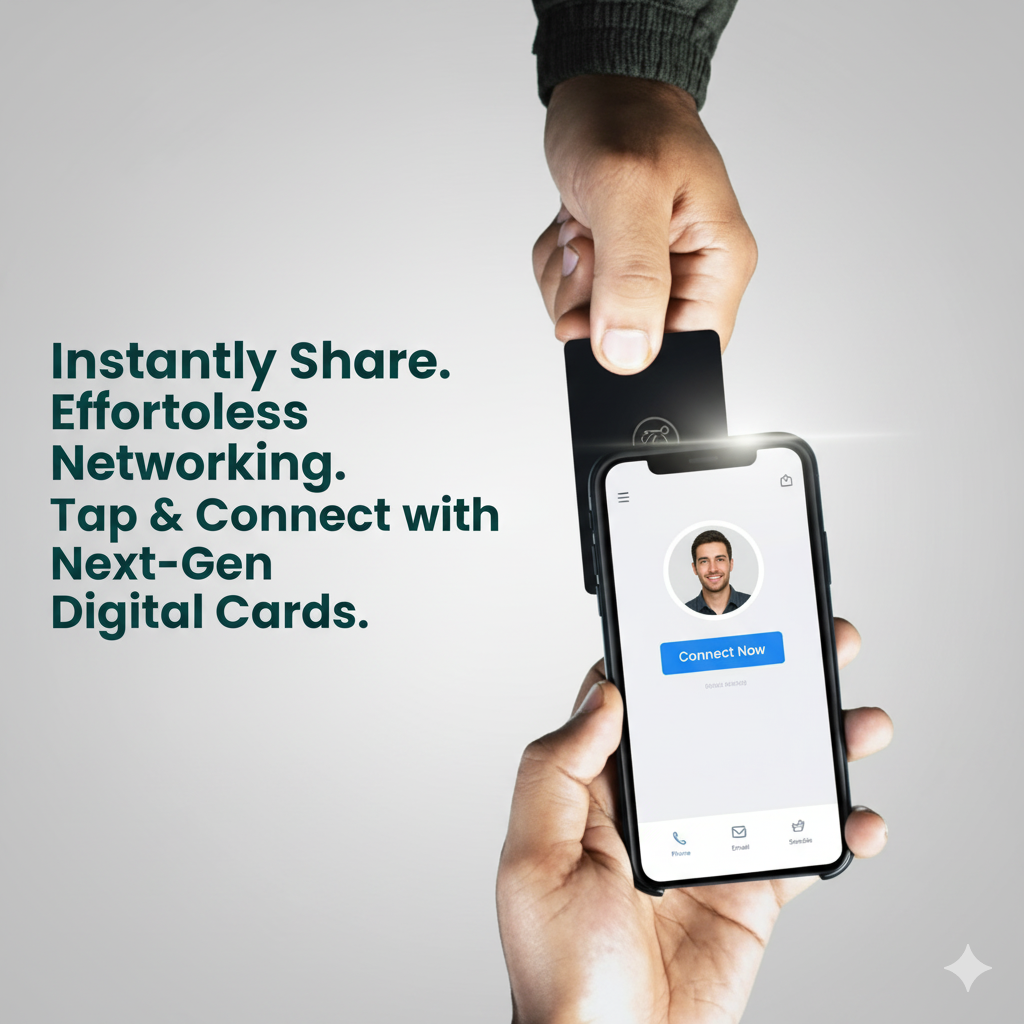 Instantly Share.
Effortoless
Networking.
Tap & Connect with
Next-Gen
Digital Cards.
Connect Now
Phone
Email